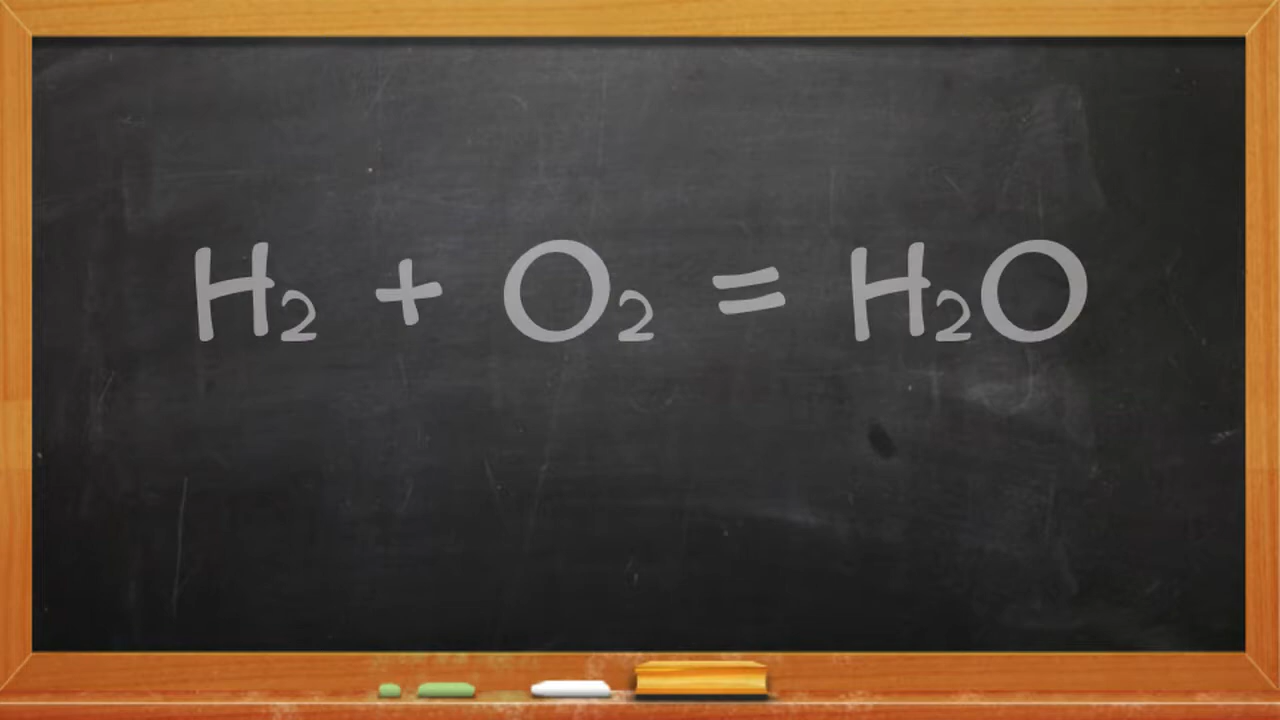 H₂ + O₂ = H₂O